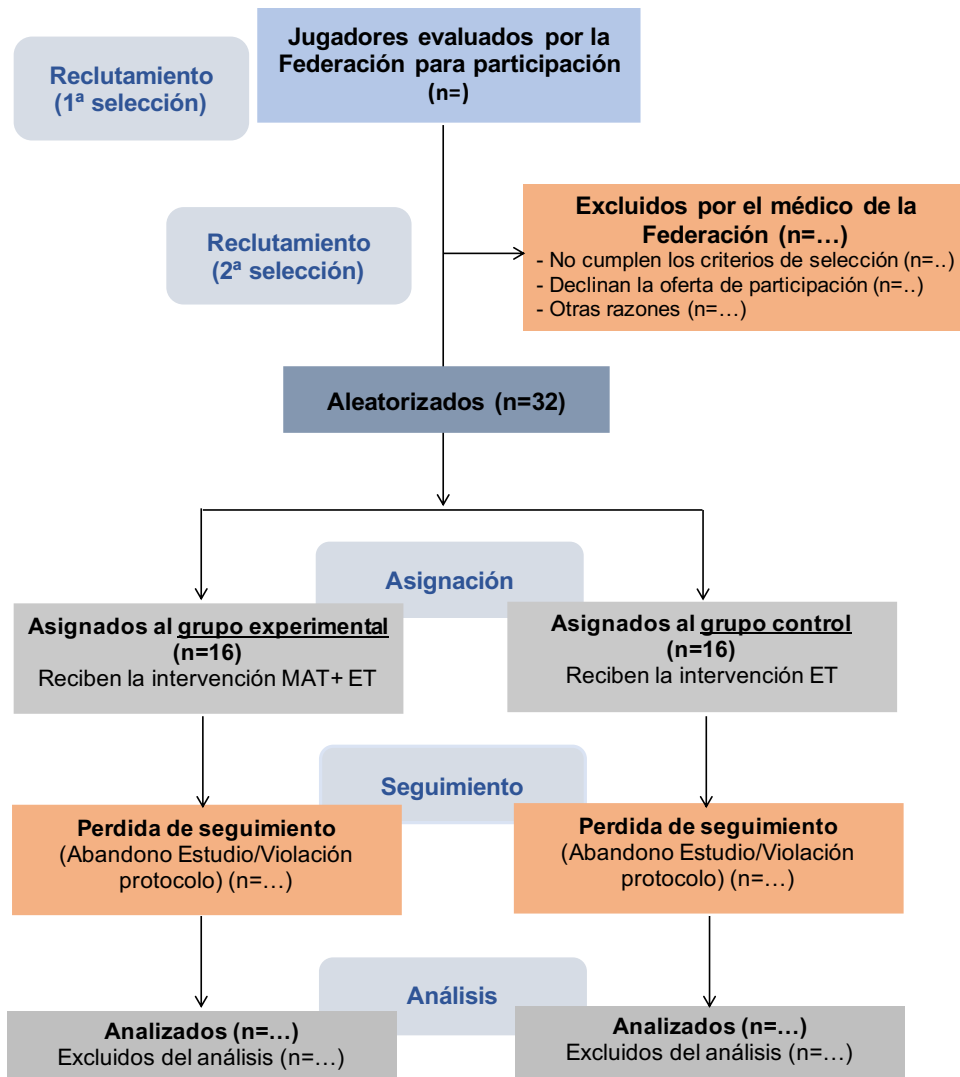 Jugadores evaluados por la
Federación para participación
(n=)
Reclutamiento
(1ª selección)
Reclutamiento
(2ª selección)
Excluidos por el médico de la
Federación (n=…)
- No cumplen los criterios de selección (n=..)
- Declinan la oferta de participación (n=..)
- Otras razones (n=…)
Aleatorizados (n=32)
Asignación
Asignados al grupo experimental
(n=16)
Reciben la intervención MAT+ ET
Asignados al grupo control
(n=16)
Reciben la intervención ET
Seguimiento
Perdida de seguimiento
(Abandono Estudio/Violación
protocolo) (n=…)
Perdida de seguimiento
(Abandono Estudio/Violación
protocolo) (n=…)
Análisis
Analizados (n=…)
Excluidos del análisis (n=…)
Analizados (n=…)
Excluidos del análisis (n=…)